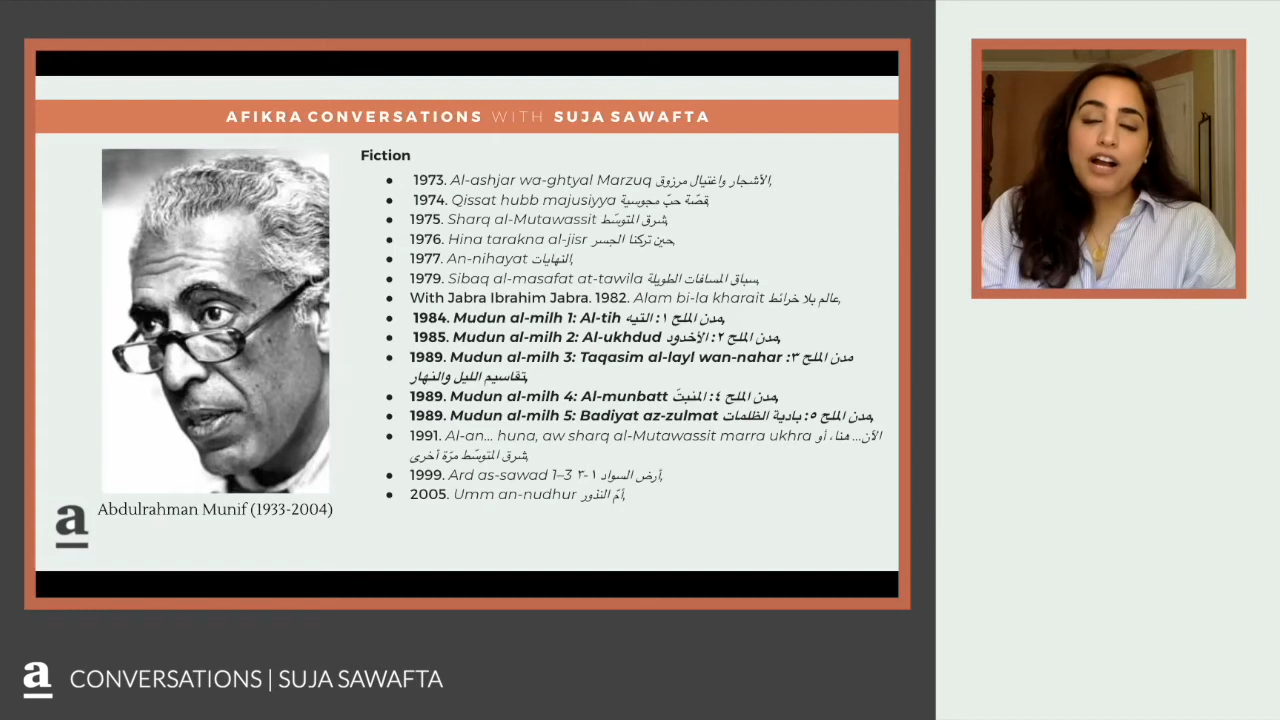 AFIKRA CONVERSATIONS WITH SUJA SAWAFTA
Fiction
• 1973. Al-ashjar wa-ghtyal Marzuq الأشجار واغتيال مرزوق,
• 1974. Qissat hubb majusiyya قصّة حبّ مجوسية,
• 1975. Sharq al-Mutawassit شرق المتوسّط,
• 1976. Hina tarakna al-jisr حين تركنا الجسر,
• 1977. An-nihayat النهايات,
• 1979. Sibaq al-masafat at-tawila سباق المسافات الطويلة,
• With Jabra Ibrahim Jabra. 1982. Alam bi-la kharait عالم بلا خرائط,
• 1984. Mudun al-milh 1: Al-tih مدن الملح ١: التيه,
• 1985. Mudun al-milh 2: Al-ukhdud مدن الملح ٢: الأخدود,
• 1989. Mudun al-milh 3: Taqasim al-layl wan-nahar مدن الملح ٣:
تقاسيم الليل والنهار,
• 1989. Mudun al-milh 4: Al-munbatt مدن الملح ٤: المنبتّ,
• 1989. Mudun al-milh 5: Badiyat az-zulmat مدن الملح ٥: بادية الظلمات,
• 1991. Al-an... huna, aw sharq al-Mutawassit marra ukhra الآن... هنا، أو
شرق المتوسّط مرّة أخرى,
• 1999. Ard as-sawad 1–3 أرض السواد ١-٣,
• 2005. Umm an-nudhur أمّ النذور,
Abdulrahman Munif (1933-2004)
a
a CONVERSATIONS | SUJA SAWAFTA